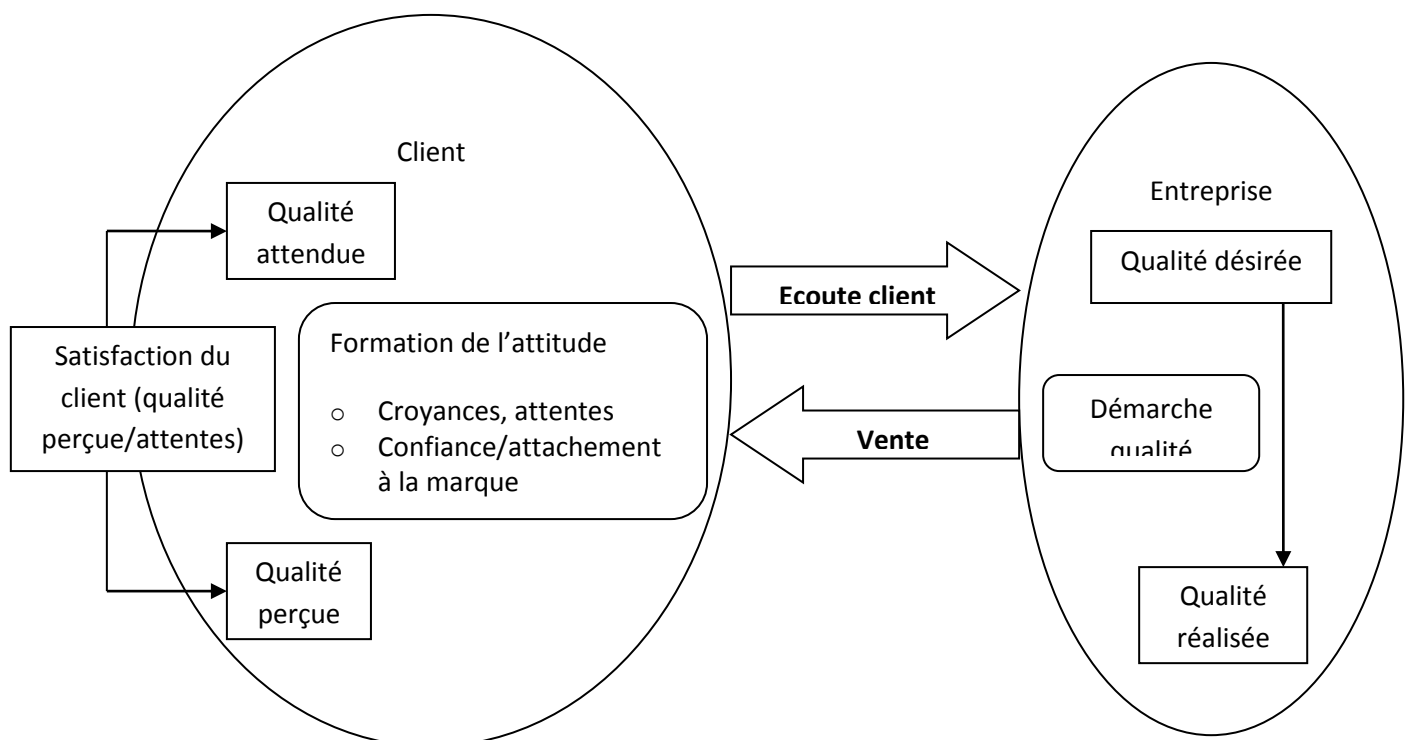 Client
Qualité
attendue
Satisfaction du
client (qualité
perçue/attentes)
Formation de l’attitude
o Croyances, attentes
o Confiance/attachement
à la marque
Qualité
perçue
Ecoute client
Vente
Entreprise
Qualité désirée
Démarche
qualité
Qualité
réalisée